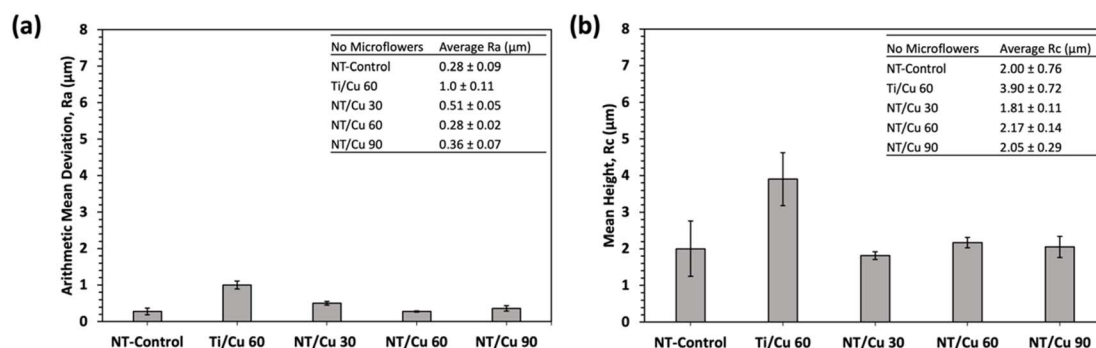 (a)
Arithmetic Mean Deviation, Ra (µm)
8
7
6
5
4
3
2
1
0
No Microflowers Average Ra (µm)
NT-Control 0.28 ± 0.09
Ti/Cu 60 1.0 ± 0.11
NT/Cu 30 0.51 ± 0.05
NT/Cu 60 0.28 ± 0.02
NT/Cu 90 0.36 ± 0.07
NT-Control Ti/Cu 60 NT/Cu 30 NT/Cu 60 NT/Cu 90
(b)
Mean Height, Rc (µm)
8
7
6
5
4
3
2
1
0
No Microflowers Average Rc (µm)
NT-Control 2.00 ± 0.76
Ti/Cu 60 3.90 ± 0.72
NT/Cu 30 1.81 ± 0.11
NT/Cu 60 2.17 ± 0.14
NT/Cu 90 2.05 ± 0.29
NT-Control Ti/Cu 60 NT/Cu 30 NT/Cu 60 NT/Cu 90